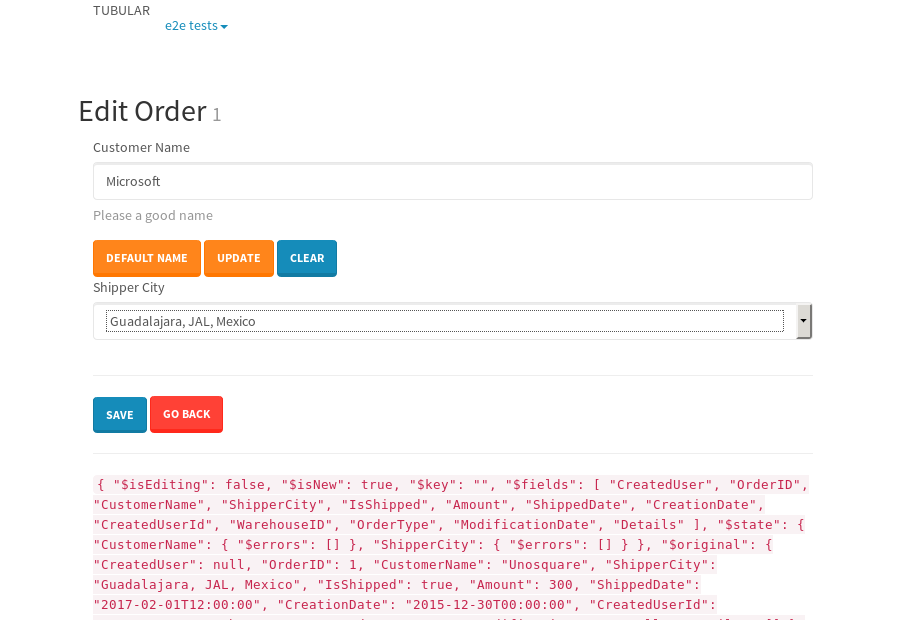 TUBULAR
e2e tests
Edit Order 1
Customer Name
Microsoft
Please a good name
DEFAULT NAME UPDATE CLEAR
Shipper City
Guadalajara, JAL, Mexico
SAVE GO BACK
{ "$isEditing": false, "$isNew": true, "$key": "", "$fields": [ "CreatedUser", "OrderID",
"CustomerName", "ShipperCity", "IsShipped", "Amount", "ShippedDate", "CreationDate",
"CreatedUserId", "WarehouseID", "OrderType", "ModificationDate", "Details" ], "$state": {
"CustomerName": { "$errors": [] }, "ShipperCity": { "$errors": [] } }, "$original": {
"CreatedUser": null, "OrderID": 1, "CustomerName": "Unosquare", "ShipperCity":
"Guadalajara, JAL, Mexico", "IsShipped": true, "Amount": 300, "ShippedDate":
"2017-02-01T12:00:00", "CreationDate": "2015-12-30T00:00:00", "CreatedUserId":